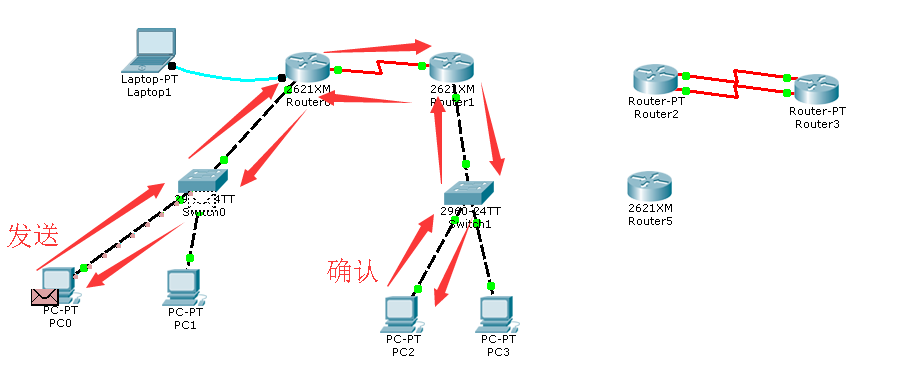 Laptop-PT
Laptop1
2621XM
Router0
2621XM
Router1
Router-PT
Router2
Router-PT
Router3
2621XM
Router5
Switch0
2960-24TT
Switch1
发送
确认
PC-PT
PC0
PC-PT
PC1
PC-PT
PC2
PC-PT
PC3